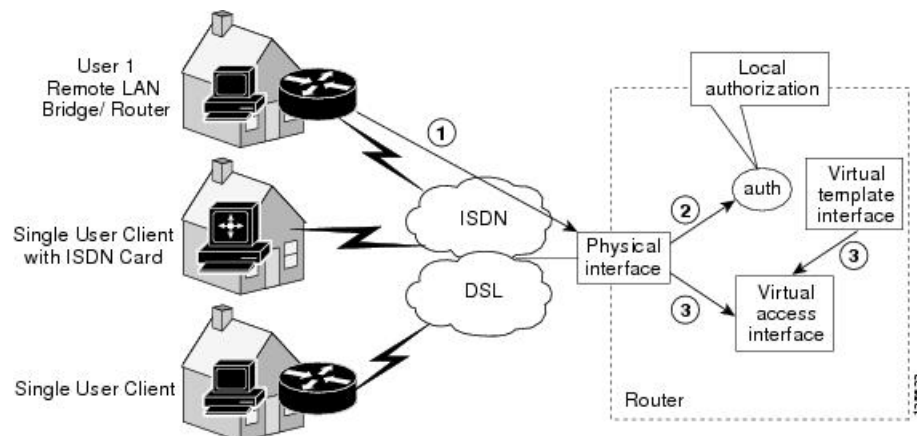 User 1
Remote LAN
Bridge/ Router
Single User Client
with ISDN Card
Single User Client
1
ISDN
DSL
Physical
interface
2
3
Local
authorization
auth
Virtual
template
interface
3
Virtual
access
interface
Router